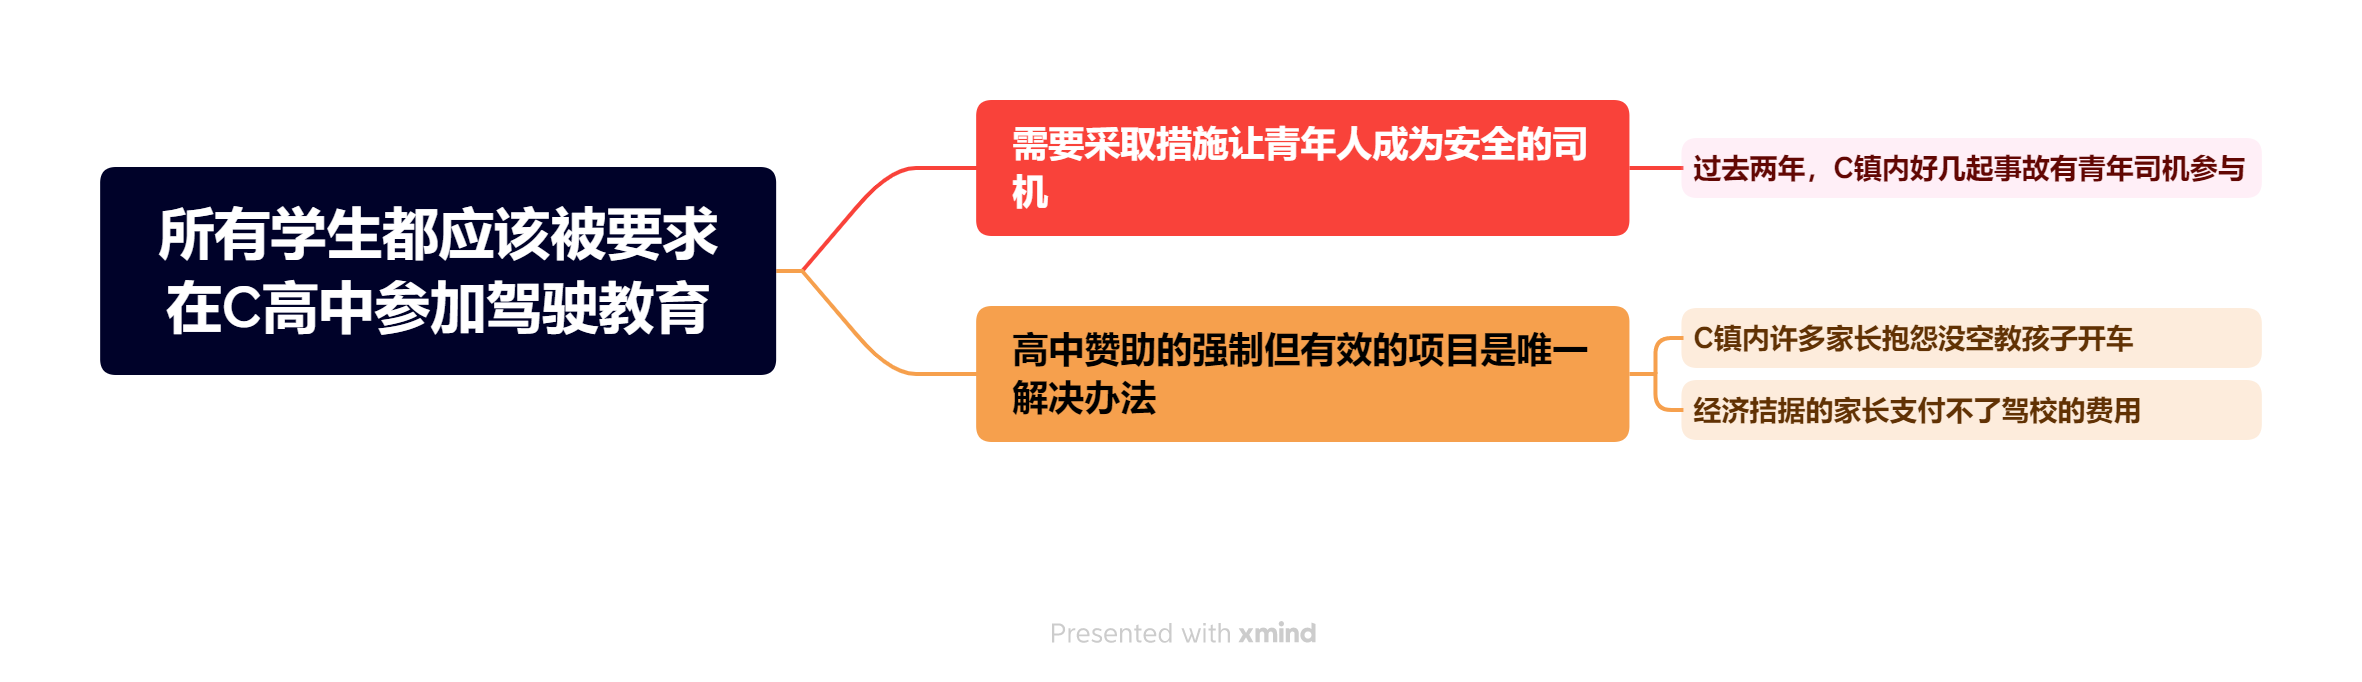 所有学生都应该被要求
在C高中参加驾驶教育
需要采取措施让青年人成为安全的司
机
过去两年，C镇内好几起事故有青年司机参与
高中赞助的强制但有效的项目是唯一
解决办法
C镇内许多家长抱怨没空教孩子开车
经济拮据的家长支付不了驾校的费用
Presented with xmind